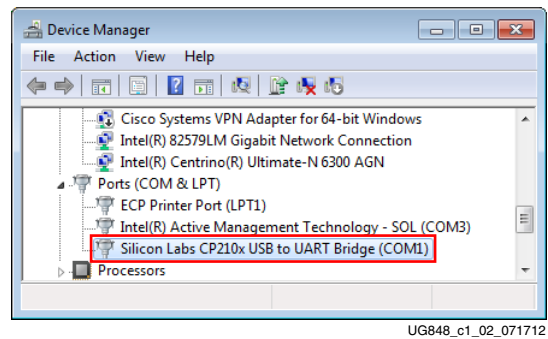 Device Manager
File Action View Help
Cisco Systems VPN Adapter for 64-bit Windows
Intel(R) 82579LM Gigabit Network Connection
Intel(R) Centrino(R) Ultimate-N 6300 AGN
Ports (COM & LPT)
ECP Printer Port (LPT1)
Intel(R) Active Management Technology - SOL (COM3)
Silicon Labs CP210x USB to UART Bridge (COM1)
Processors
UG848_c1_02_071712